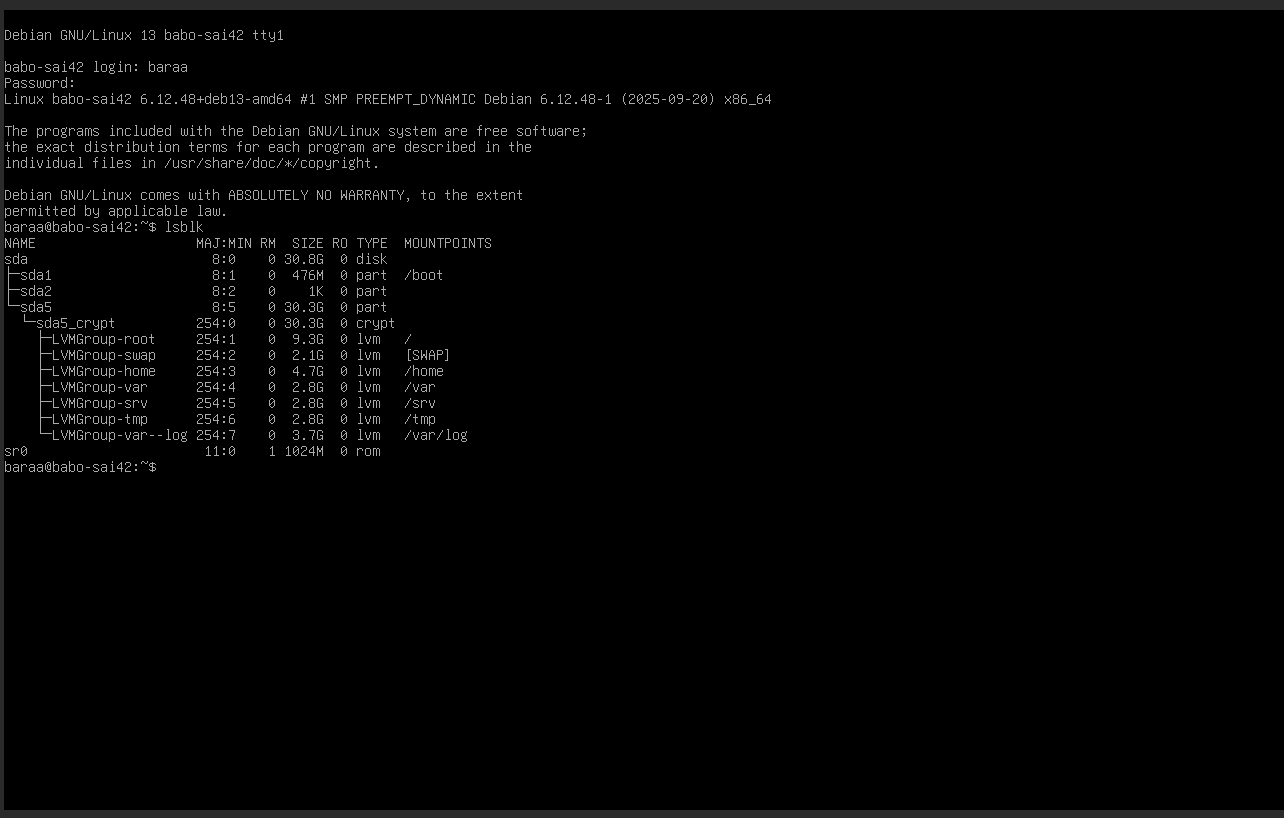 Debian GNU/Linux 13 babo-sai42 tty1
babo-sai42 login: baraa
Password:
Linux babo-sai42 6.12.48+deb13-amd64 #1 SMP PREEMPT_DYNAMIC Debian 6.12.48-1 (2025-09-20) x86_64
The programs included with the Debian GNU/Linux system are free software;
the exact distribution terms for each program are described in the
individual files in /usr/share/doc/*/copyright.
Debian GNU/Linux comes with ABSOLUTELY NO WARRANTY, to the extent
permitted by applicable law.
baraa@babo-sai42:~$ lsblk
NAME                    MAJ:MIN RM  SIZE RO TYPE  MOUNTPOINTS
sda                       8:0    0 30.8G  0 disk
├─sda1                    8:1    0  476M  0 part  /boot
├─sda2                    8:2    0    1K  0 part
└─sda5                    8:5    0 30.3G  0 part
  └─sda5_crypt          254:0    0 30.3G  0 crypt
    ├─LVMGroup-root     254:1    0  9.3G  0 lvm   /
    ├─LVMGroup-swap     254:2    0  2.1G  0 lvm   [SWAP]
    ├─LVMGroup-home     254:3    0  4.7G  0 lvm   /home
    ├─LVMGroup-var      254:4    0  2.8G  0 lvm   /var
    ├─LVMGroup-srv      254:5    0  2.8G  0 lvm   /srv
    ├─LVMGroup-tmp      254:6    0  2.8G  0 lvm   /tmp
    └─LVMGroup-var--log 254:7    0  3.7G  0 lvm   /var/log
sr0                      11:0    1 1024M  0 rom
baraa@babo-sai42:~$